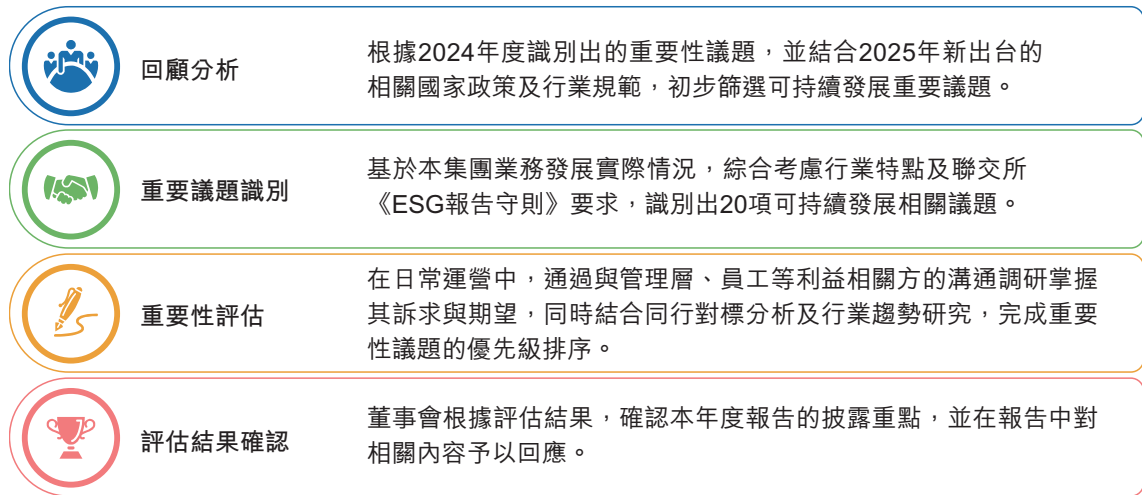 回顧分析
根據2024年度識別出的重要性議題，並結合2025年新出台的
相關國家政策及行業規範，初步篩選可持續發展重要議題。
重要議題識別
基於本集團業務發展實際情況，綜合考慮行業特點及聯交所
《ESG報告守則》要求，識別出20項可持續發展相關議題。
重要性評估
在日常運營中，通過與管理層、員工等利益相關方的溝通調研掌握
其訴求與期望，同時結合同行對標分析及行業趨勢研究，完成重要
性議題的優先級排序。
評估結果確認
董事會根據評估結果，確認本年度報告的披露重點，並在報告中對
相關內容予以回應。